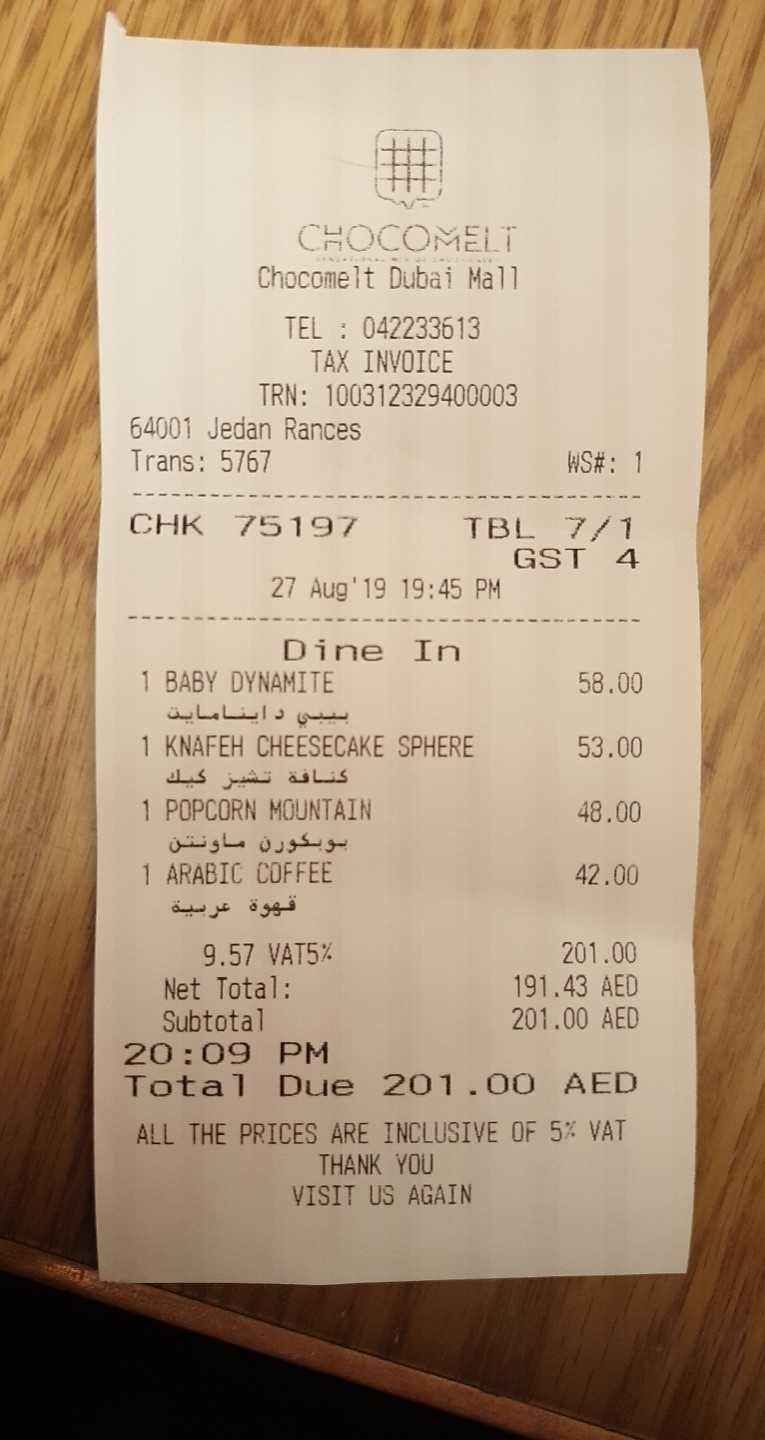 CHOCOMELT
Chocomelt Dubai Mall
TEL : 042233613
TAX INVOICE
TRN: 100312329400003
64001 Jedan Rances
Trans: 5767 WS#: 1
CHK 75197 TBL 7/1
GST 4
27 Aug'19 19:45 PM
Dine In
1 BABY DYNAMITE 58.00
بيبي داينامايت
1 KNAFEH CHEESECAKE SPHERE 53.00
كنافة تشيز كيك
1 POPCORN MOUNTAIN 48.00
بوبكورن ماونتن
1 ARABIC COFFEE 42.00
قهوة عربية
9.57 VAT5% 201.00
Net Total: 191.43 AED
Subtotal 201.00 AED
20:09 PM
Total Due 201.00 AED
ALL THE PRICES ARE INCLUSIVE OF 5% VAT
THANK YOU
VISIT US AGAIN